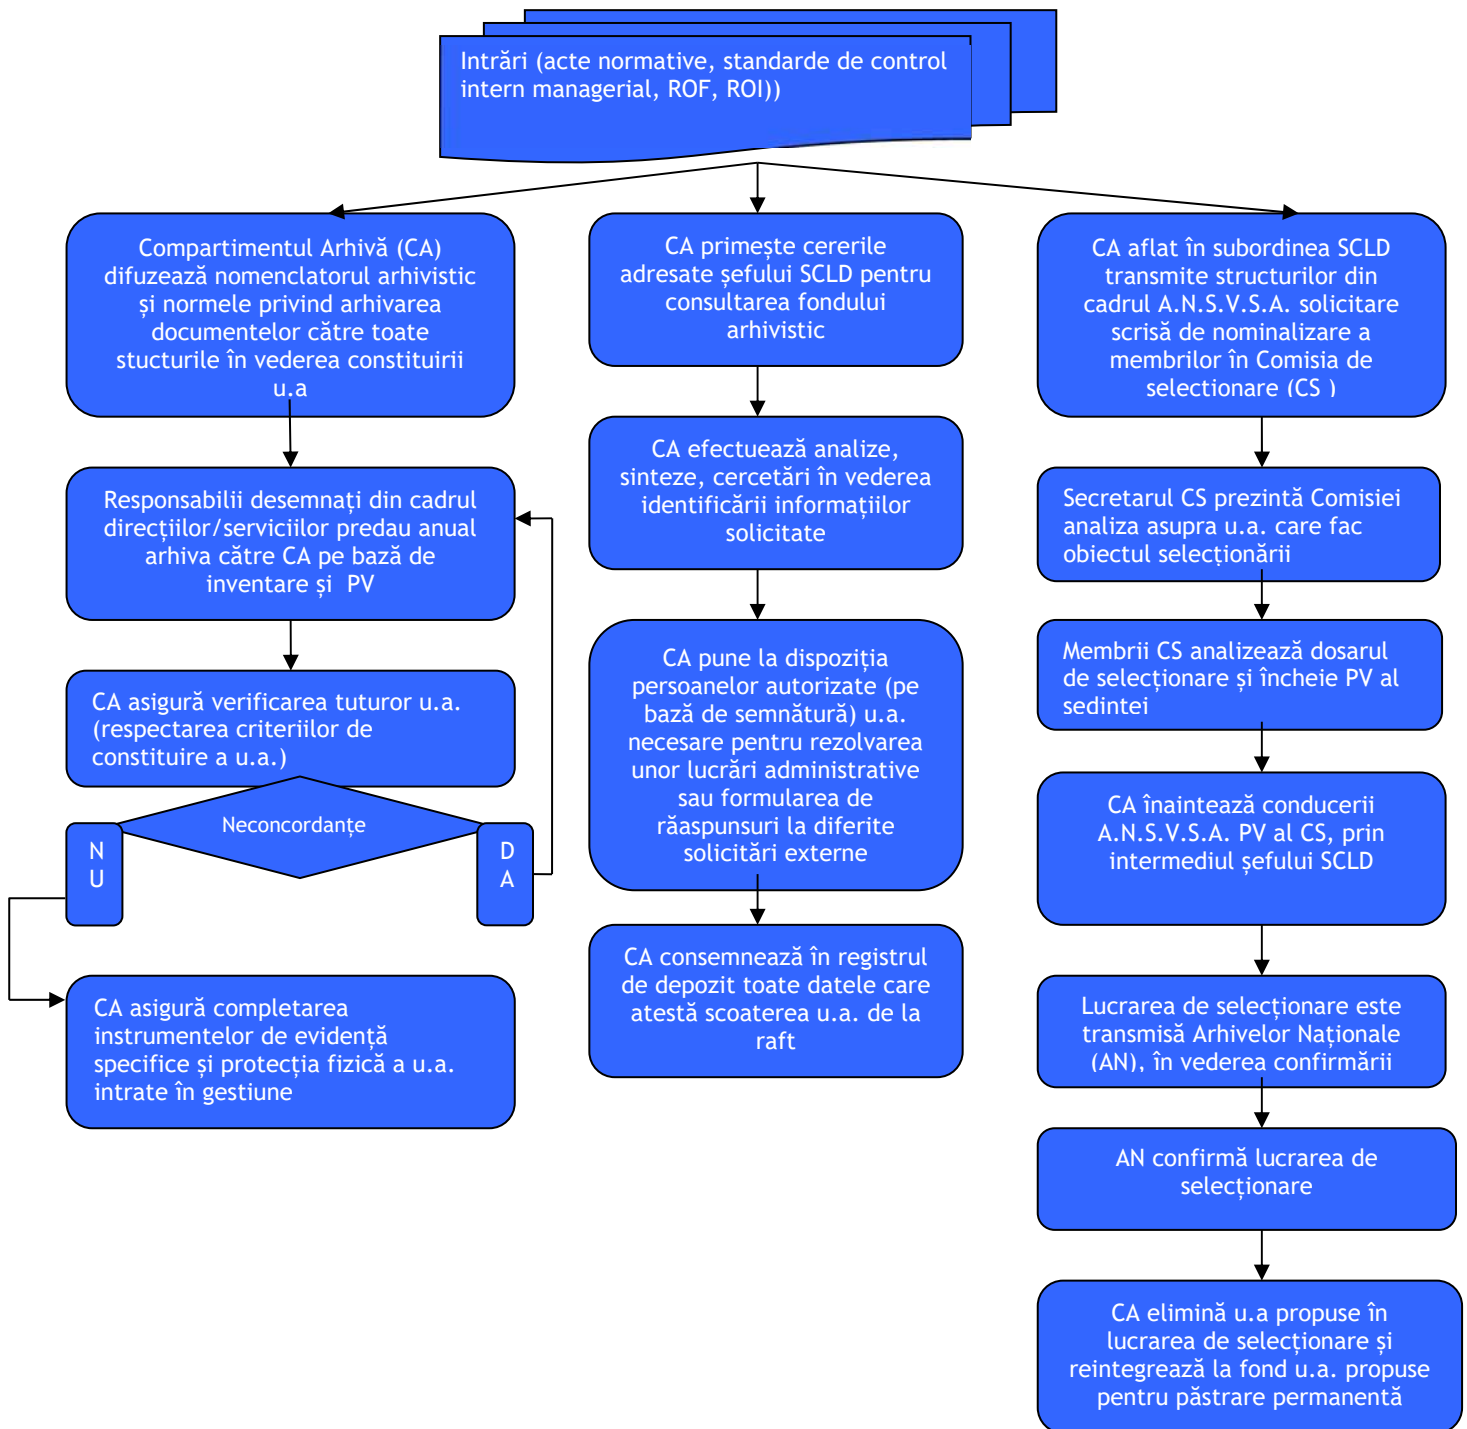 Intrări (acte normative, standarde de control
intern managerial, ROF, ROI))
Compartimentul Arhivă (CA)
difuzează nomenclatorul arhivistic
și normele privind arhivarea
documentelor către toate
stucturile în vederea constituirii
u.a
Responsabilii desemnați din cadrul
direcțiilor/serviciilor predau anual
arhiva către CA pe bază de
inventare și PV
CA asigură verificarea tuturor u.a.
(respectarea criteriilor de
constituire a u.a.)
Neconcordanțe
N
U
D
A
CA asigură completarea
instrumentelor de evidență
specifice și protecția fizică a u.a.
intrate în gestiune
CA primește cererile
adresate șefului SCLD pentru
consultarea fondului
arhivistic
CA efectuează analize,
sinteze, cercetări în vederea
identificării informațiilor
solicitate
CA pune la dispoziția
persoanelor autorizate (pe
bază de semnătură) u.a.
necesare pentru rezolvarea
unor lucrări administrative
sau formularea de
răaspunsuri la diferite
solicitări externe
CA consemnează în registrul
de depozit toate datele care
atestă scoaterea u.a. de la
raft
CA aflat în subordinea SCLD
transmite structurilor din
cadrul A.N.S.V.S.A. solicitare
scrisă de nominalizare a
membrilor în Comisia de
selectionare (CS )
Secretarul CS prezintă Comisiei
analiza asupra u.a. care fac
obiectul selecționării
Membrii CS analizează dosarul
de selecționare și încheie PV al
sedintei
CA înaintează conducerii
A.N.S.V.S.A. PV al CS, prin
intermediul șefului SCLD
Lucrarea de selecționare este
transmisă Arhivelor Naționale
(AN), în vederea confirmării
AN confirmă lucrarea de
selecționare
CA elimină u.a propuse în
lucrarea de selecționare și
reintegrează la fond u.a. propuse
pentru păstrare permanentă